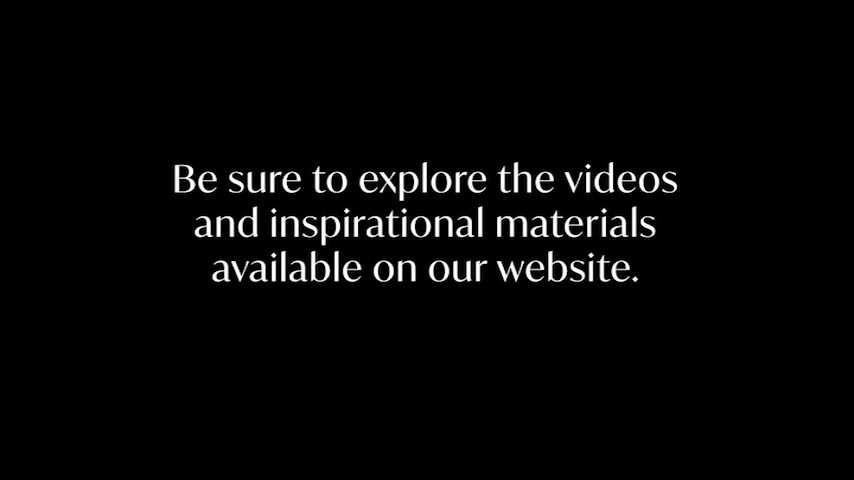 Be sure to explore the videos
and inspirational materials
available on our website.